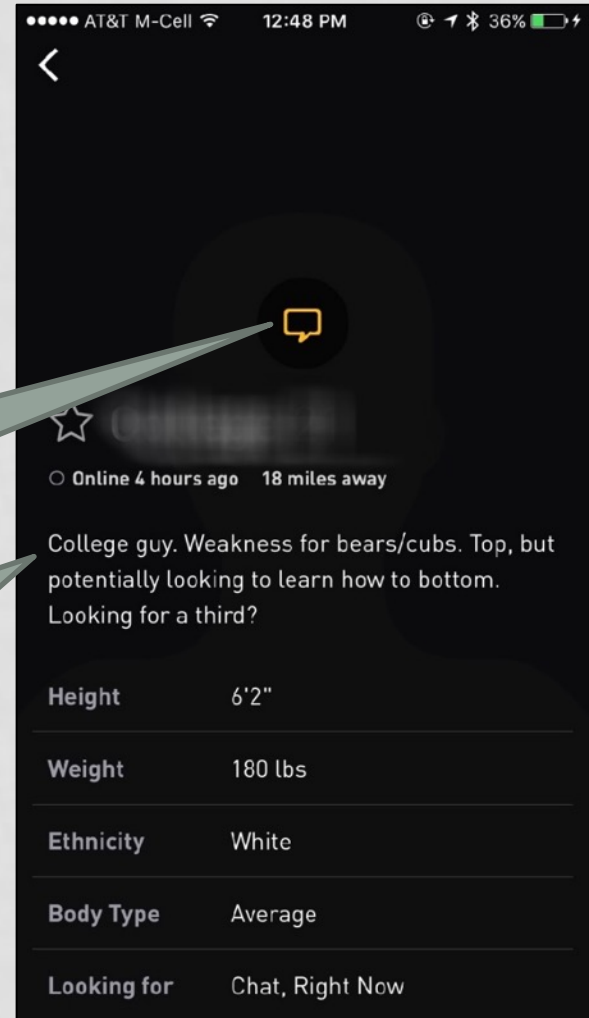 AT&T M-Cell 12:48 PM 36%
Online 4 hours ago 18 miles away
College guy. Weakness for bears/cubs. Top, but
potentially looking to learn how to bottom.
Looking for a third?
Height 6'2"
Weight 180 lbs
Ethnicity White
Body Type Average
Looking for Chat, Right Now